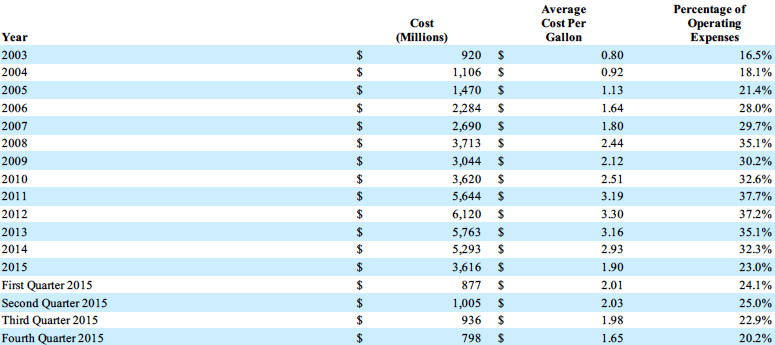 Year Cost (Millions) Average Cost Per Gallon Percentage of Operating Expenses
2003 $ 920 $ 0.80 16.5%
2004 $ 1,106 $ 0.92 18.1%
2005 $ 1,470 $ 1.13 21.4%
2006 $ 2,284 $ 1.64 28.0%
2007 $ 2,690 $ 1.80 29.7%
2008 $ 3,713 $ 2.44 35.1%
2009 $ 3,044 $ 2.12 30.2%
2010 $ 3,620 $ 2.51 32.6%
2011 $ 5,644 $ 3.19 37.7%
2012 $ 6,120 $ 3.30 37.2%
2013 $ 5,763 $ 3.16 35.1%
2014 $ 5,293 $ 2.93 32.3%
2015 $ 3,616 $ 1.90 23.0%
First Quarter 2015 $ 877 $ 2.01 24.1%
Second Quarter 2015 $ 1,005 $ 2.03 25.0%
Third Quarter 2015 $ 936 $ 1.98 22.9%
Fourth Quarter 2015 $ 798 $ 1.65 20.2%